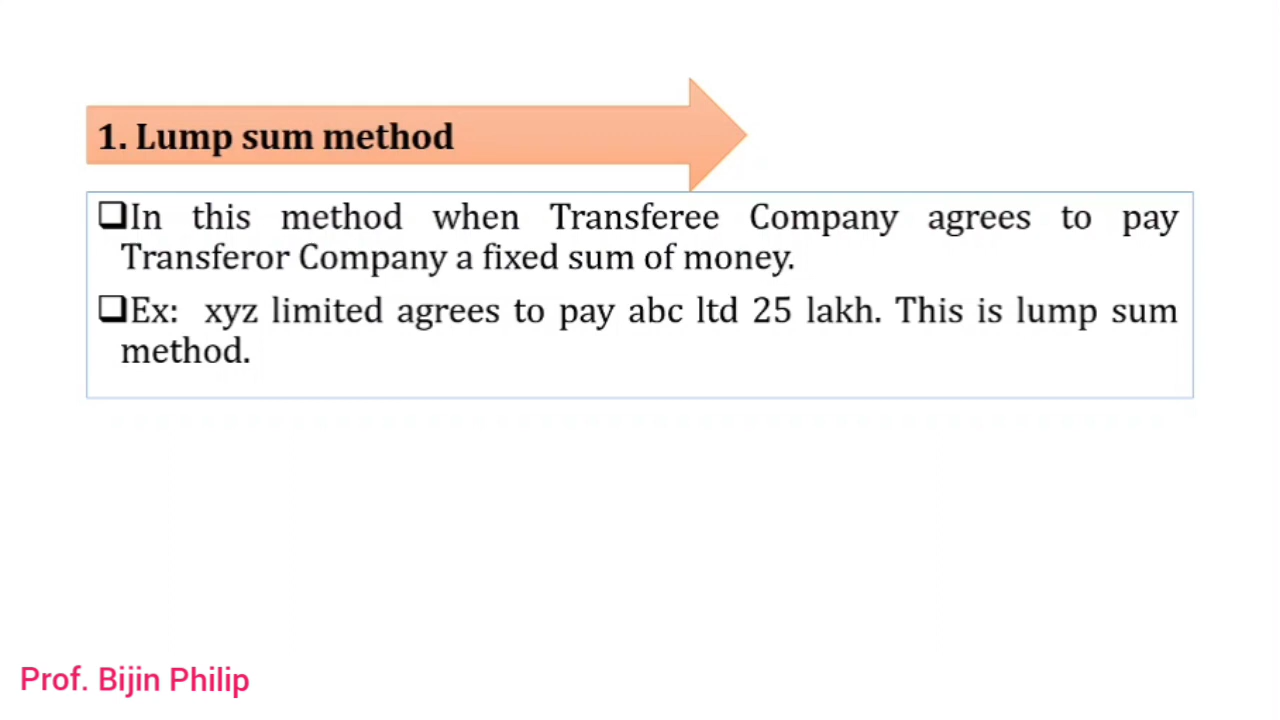 1. Lump sum method
❑In this method when Transferee Company agrees to pay
Transferor Company a fixed sum of money.
❑Ex: xyz limited agrees to pay abc ltd 25 lakh. This is lump sum
method.
Prof. Bijin Philip